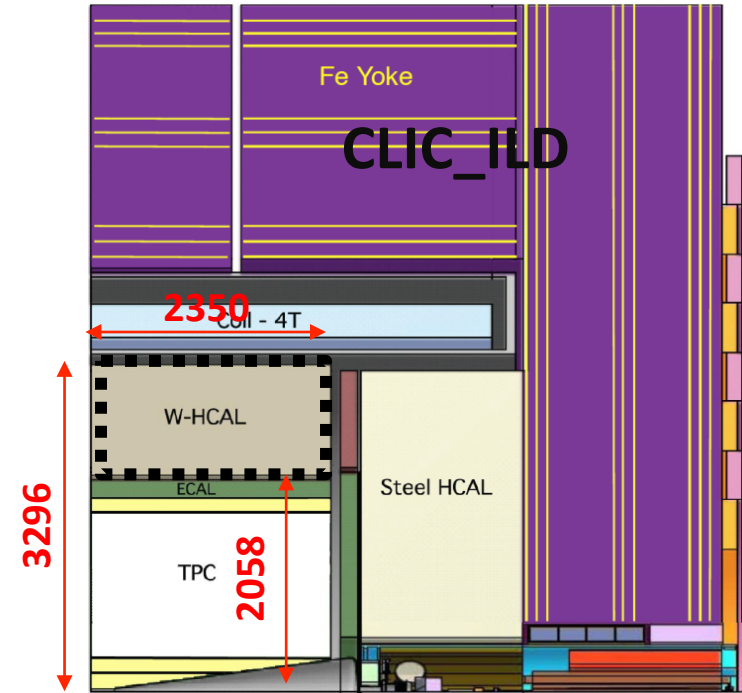 Fe Yoke
CLIC_ILD
2350
Coil - 4T
W-HCAL
ECAL
Steel HCAL
3296
2058
TPC